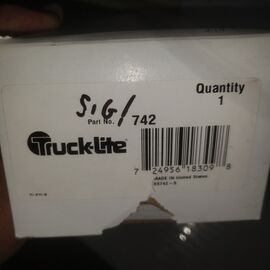 Quantity
1
SIG/
Part No. 742
Truck-Lite®
7 24956 18309 8
MADE IN United States